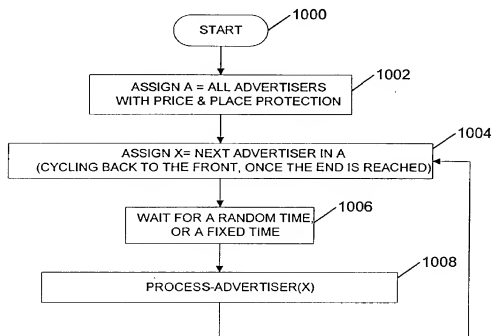 1000
START
1002
ASSIGN A = ALL ADVERTISERS
WITH PRICE & PLACE PROTECTION
1004
ASSIGN X= NEXT ADVERTISER IN A
(CYCLING BACK TO THE FRONT, ONCE THE END IS REACHED)
1006
WAIT FOR A RANDOM TIME
OR A FIXED TIME
1008
PROCESS-ADVERTISER(X)